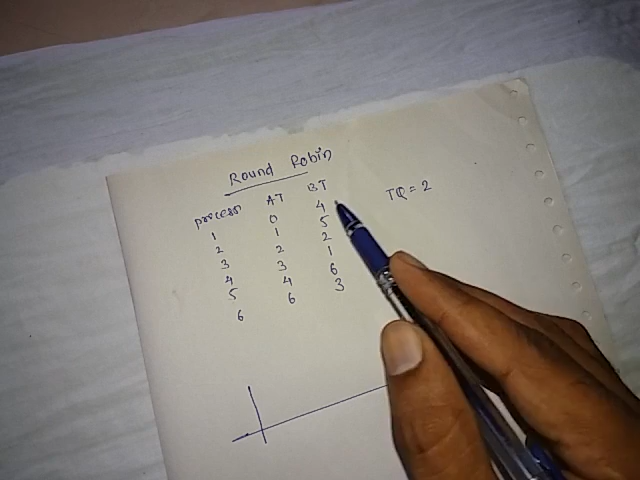 Round Robin
process AT BT TQ = 2
1 0 4
2 1 5
3 2 2
4 3 1
5 4 6
6 6 3